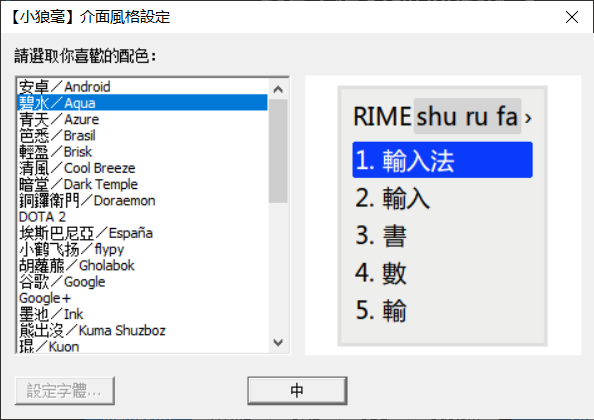 【小狼毫】介面風格設定
請選取你喜歡的配色:
安卓／Android
碧水／Aqua
青天／Azure
笆悉／Brasil
輕盈／Brisk
清風／Cool Breeze
暗堂／Dark Temple
銅鑼衛門／Doraemon
DOTA 2
埃斯巴尼亞／España
小鹤飞扬／flypy
胡蘿蔔／Gholabok
谷歌／Google
Google+
墨池／Ink
熊出沒／Kuma Shuzboz
琨／Kuon
RIME shu ru fa ›
1. 輸入法
2. 輸入
3. 書
4. 數
5. 輸
設定字體...
中